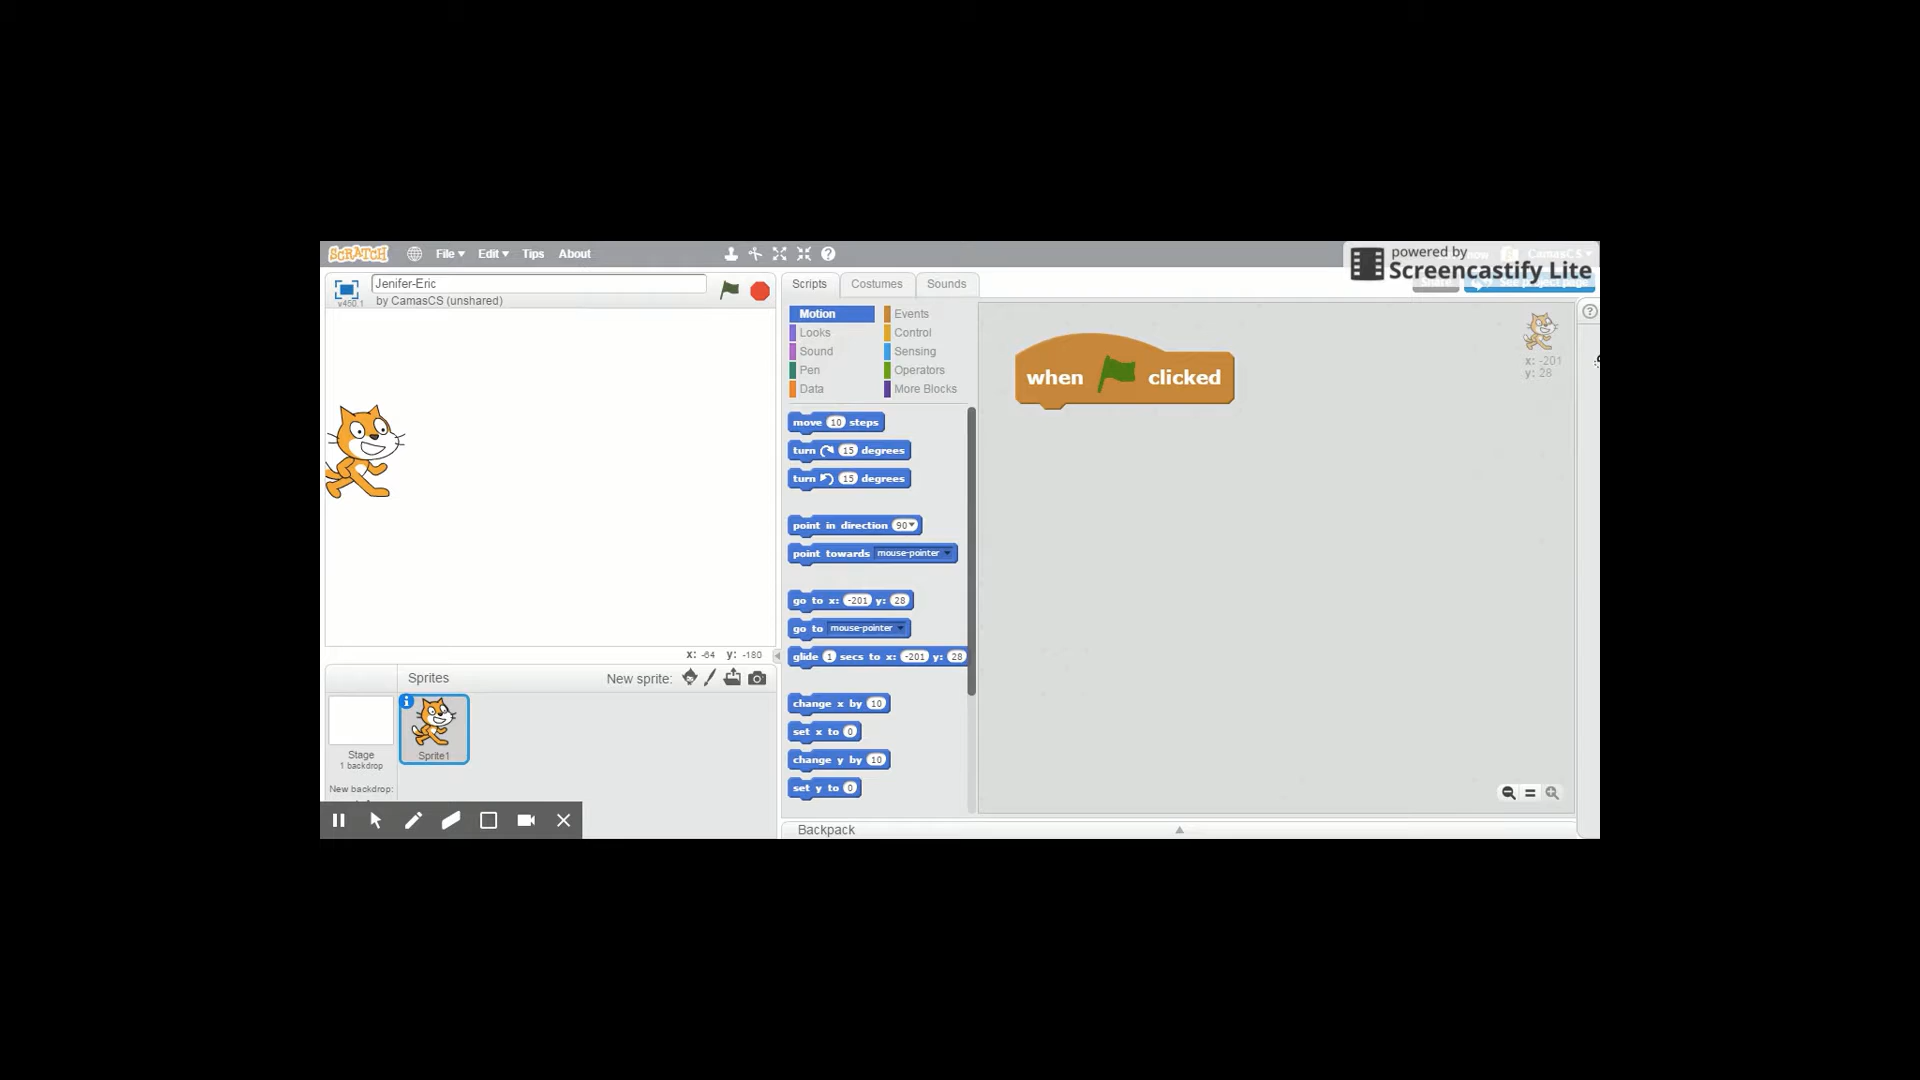 SCRATCH File Edit Tips About
powered by
Screencastify Lite
Jenifer-Eric
by CamasCS (unshared)
v450.1
Scripts Costumes Sounds
Motion Events
Looks Control
Sound Sensing
Pen Operators
Data More Blocks
when clicked
x: -201
y: 28
move 10 steps
turn 15 degrees
turn 15 degrees
point in direction 90
point towards mouse-pointer
go to x: -201 y: 28
go to mouse-pointer
glide 1 secs to x: -201 y: 28
change x by 10
set x to 0
change y by 10
set y to 0
x: -64 y: -180
Sprites New sprite:
Sprite1
Stage
1 backdrop
New backdrop:
Backpack